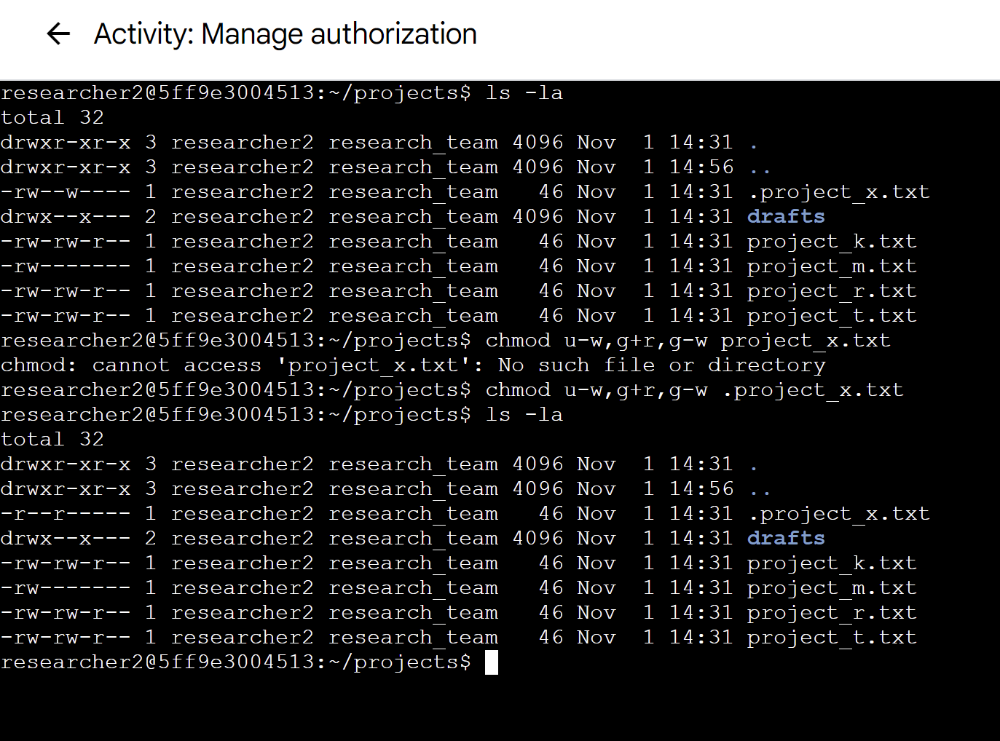 Activity: Manage authorization
researcher2@5ff9e3004513:~/projects$ ls -la
total 32
drwxr-xr-x 3 researcher2 research_team 4096 Nov  1 14:31 .
drwxr-xr-x 3 researcher2 research_team 4096 Nov  1 14:56 ..
-rw--w---- 1 researcher2 research_team   46 Nov  1 14:31 .project_x.txt
drwx--x--- 2 researcher2 research_team 4096 Nov  1 14:31 drafts
-rw-rw-r-- 1 researcher2 research_team   46 Nov  1 14:31 project_k.txt
-rw------- 1 researcher2 research_team   46 Nov  1 14:31 project_m.txt
-rw-rw-r-- 1 researcher2 research_team   46 Nov  1 14:31 project_r.txt
-rw-rw-r-- 1 researcher2 research_team   46 Nov  1 14:31 project_t.txt
researcher2@5ff9e3004513:~/projects$ chmod u-w,g+r,g-w project_x.txt
chmod: cannot access 'project_x.txt': No such file or directory
researcher2@5ff9e3004513:~/projects$ chmod u-w,g+r,g-w .project_x.txt
researcher2@5ff9e3004513:~/projects$ ls -la
total 32
drwxr-xr-x 3 researcher2 research_team 4096 Nov  1 14:31 .
drwxr-xr-x 3 researcher2 research_team 4096 Nov  1 14:56 ..
-r--r----- 1 researcher2 research_team   46 Nov  1 14:31 .project_x.txt
drwx--x--- 2 researcher2 research_team 4096 Nov  1 14:31 drafts
-rw-rw-r-- 1 researcher2 research_team   46 Nov  1 14:31 project_k.txt
-rw------- 1 researcher2 research_team   46 Nov  1 14:31 project_m.txt
-rw-rw-r-- 1 researcher2 research_team   46 Nov  1 14:31 project_r.txt
-rw-rw-r-- 1 researcher2 research_team   46 Nov  1 14:31 project_t.txt
researcher2@5ff9e3004513:~/projects$